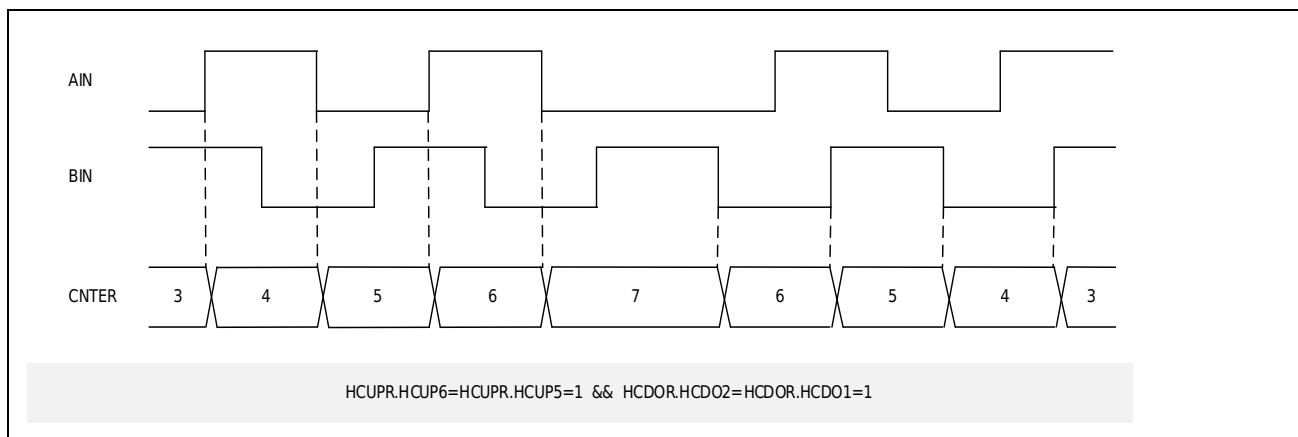 AIN
BIN
CNTER 3 4 5 6 7 6 5 4 3
HCUPR.HCUP6=HCUPR.HCUP5=1 && HCDOR.HCDO2=HCDOR.HCDO1=1